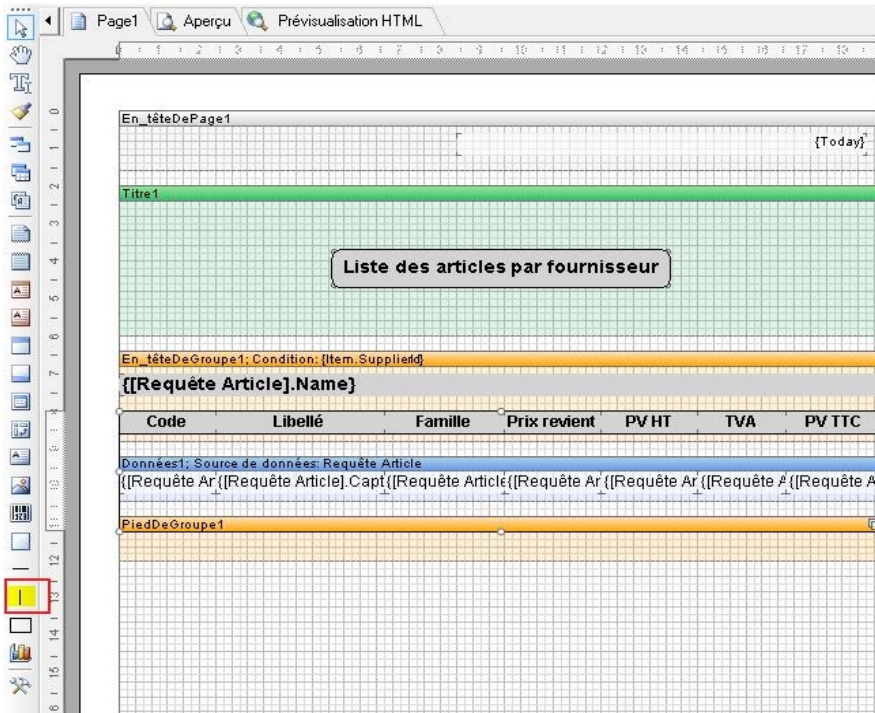 Page1 Aperçu Prévisualisation HTML
En_têteDePage1
{Today}
Titre1
Liste des articles par fournisseur
En_têteDeGroupe1; Condition: {Item.SupplierId}
{[Requête Article].Name}
Code Libellé Famille Prix revient PV HT TVA PV TTC
Données1; Source de données: Requête Article
{[Requête Ar {[Requête Article].Capt {[Requête Article {[Requête Ar {[Requête Ar {[Requête A {[Requête A
PiedDeGroupe1